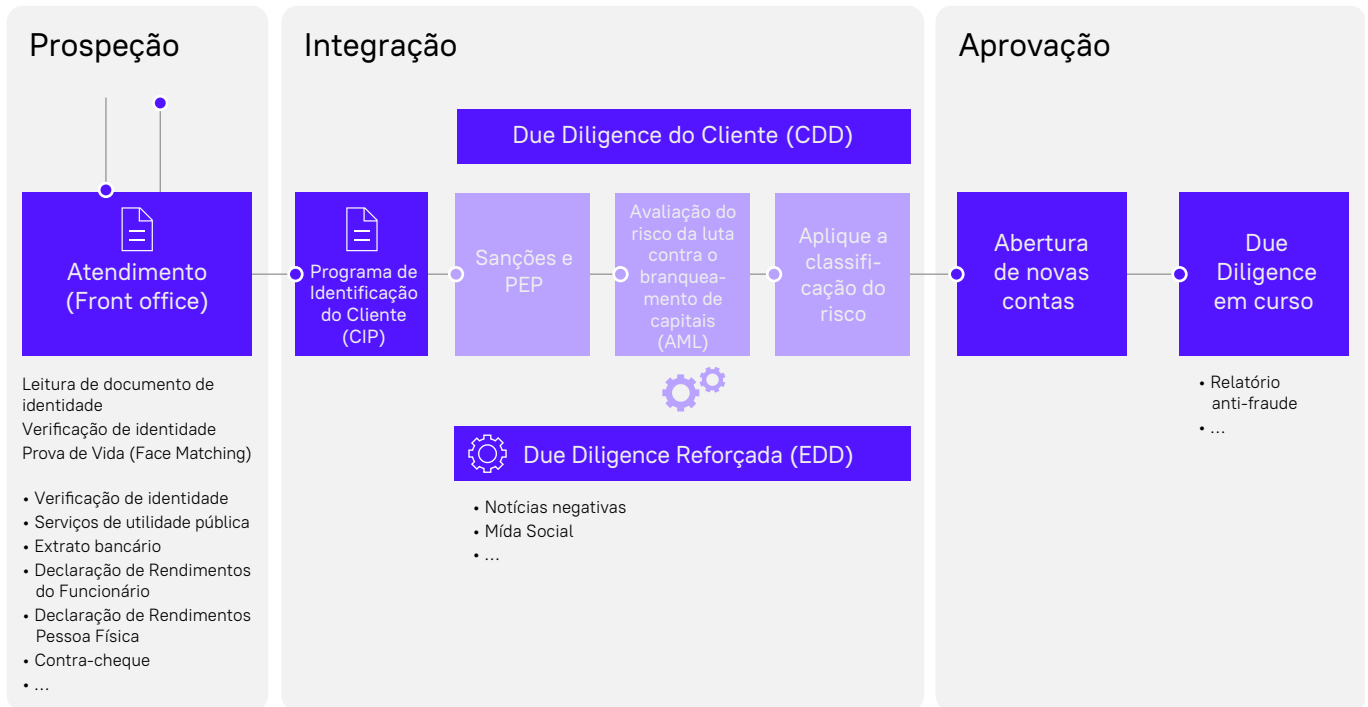 Prospeção
Atendimento
(Front office)
Leitura de documento de
identidade
Verificação de identidade
Prova de Vida (Face Matching)
• Verificação de identidade
• Serviços de utilidade pública
• Extrato bancário
• Declaração de Rendimentos
do Funcionário
• Declaração de Rendimentos
Pessoa Física
• Contra-cheque
• ...
Integração
Due Diligence do Cliente (CDD)
Programa de
Identificação
do Cliente
(CIP)
Sanções e
PEP
Avaliação do
risco da luta
contra o
branquea-
mento de
capitais
(AML)
Aplique a
classifi-
cação do
risco
Due Diligence Reforçada (EDD)
• Notícias negativas
• Mída Social
• ...
Aprovação
Abertura
de novas
contas
Due
Diligence
em curso
• Relatório
anti-fraude
• ...